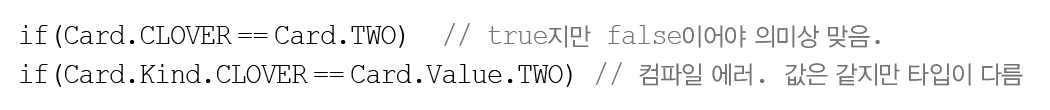 if(Card.CLOVER == Card.TWO)   // true지만 false이어야 의미상 맞음.
if(Card.Kind.CLOVER == Card.Value.TWO)  // 컴파일 에러. 값은 같지만 타입이 다름